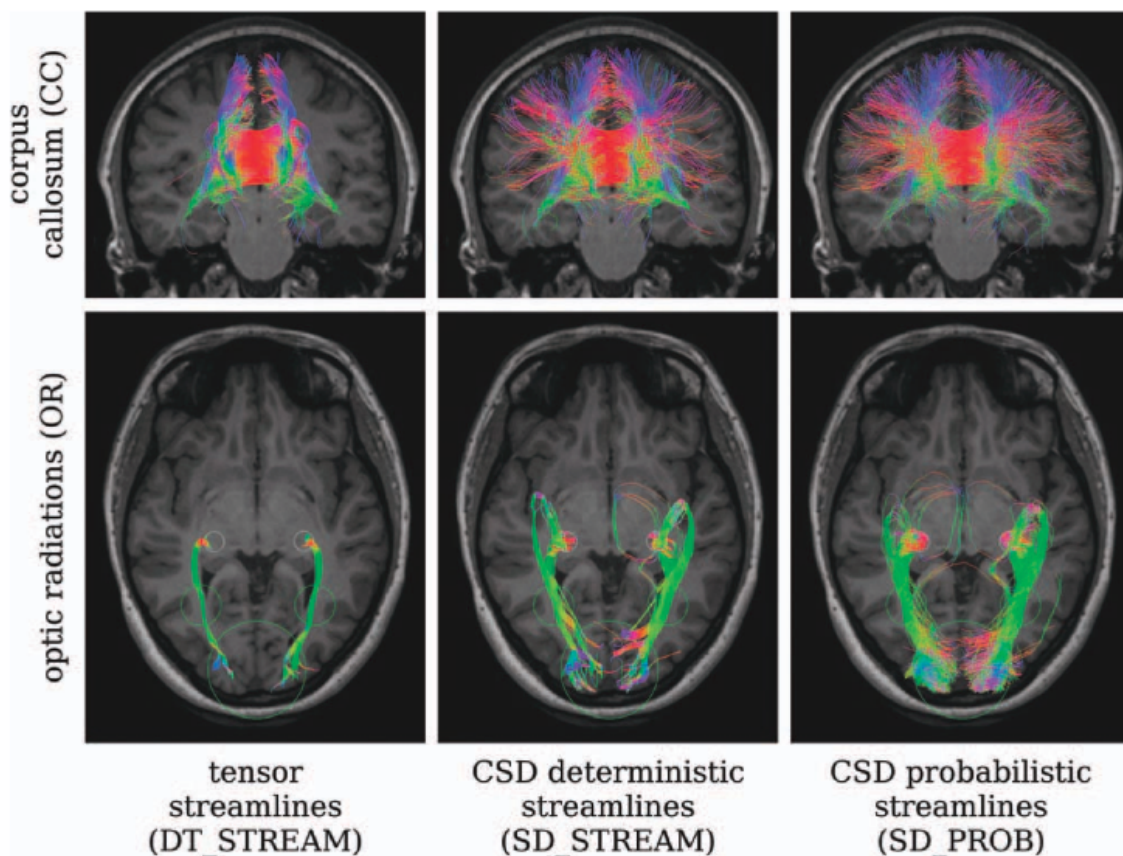 corpus
callosum (CC)
optic radiations (OR)
tensor
streamlines
(DT_STREAM)
CSD deterministic
streamlines
(SD_STREAM)
CSD probabilistic
streamlines
(SD_PROB)